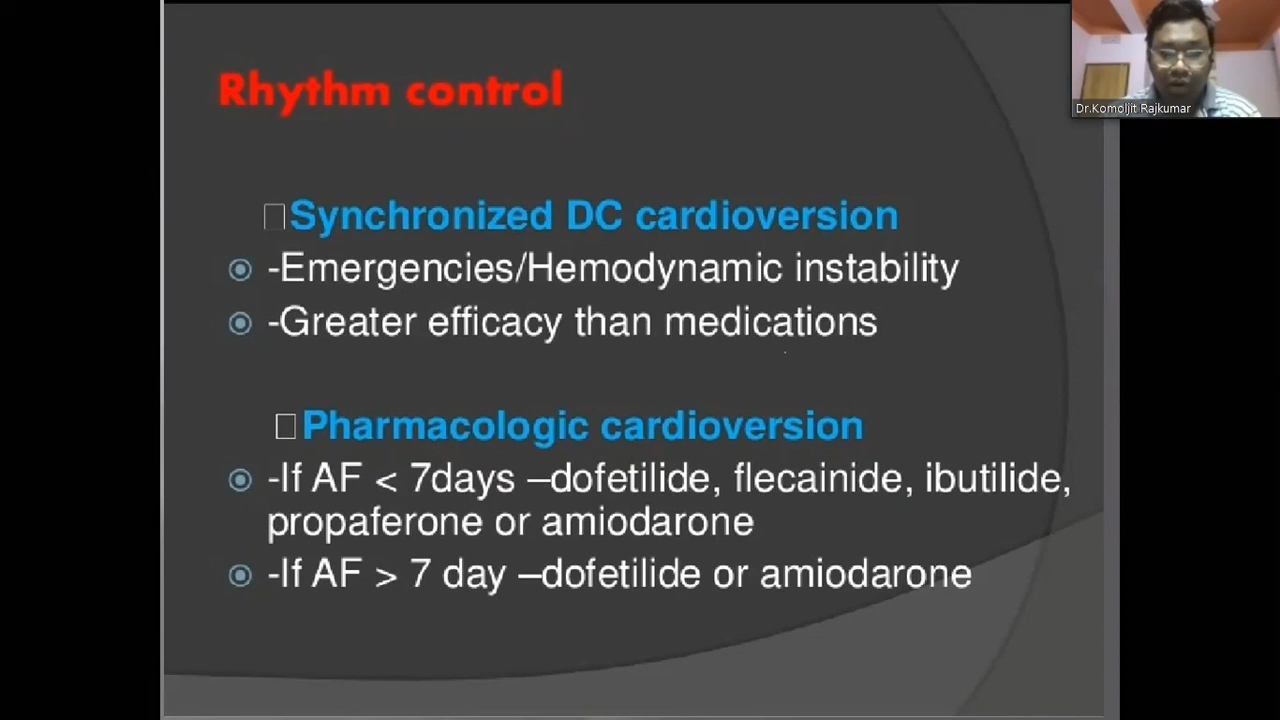 Rhythm control
Dr.Komoljit Rajkumar
Synchronized DC cardioversion
-Emergencies/Hemodynamic instability
-Greater efficacy than medications
Pharmacologic cardioversion
-If AF < 7days –dofetilide, flecainide, ibutilide,
propaferone or amiodarone
-If AF > 7 day –dofetilide or amiodarone